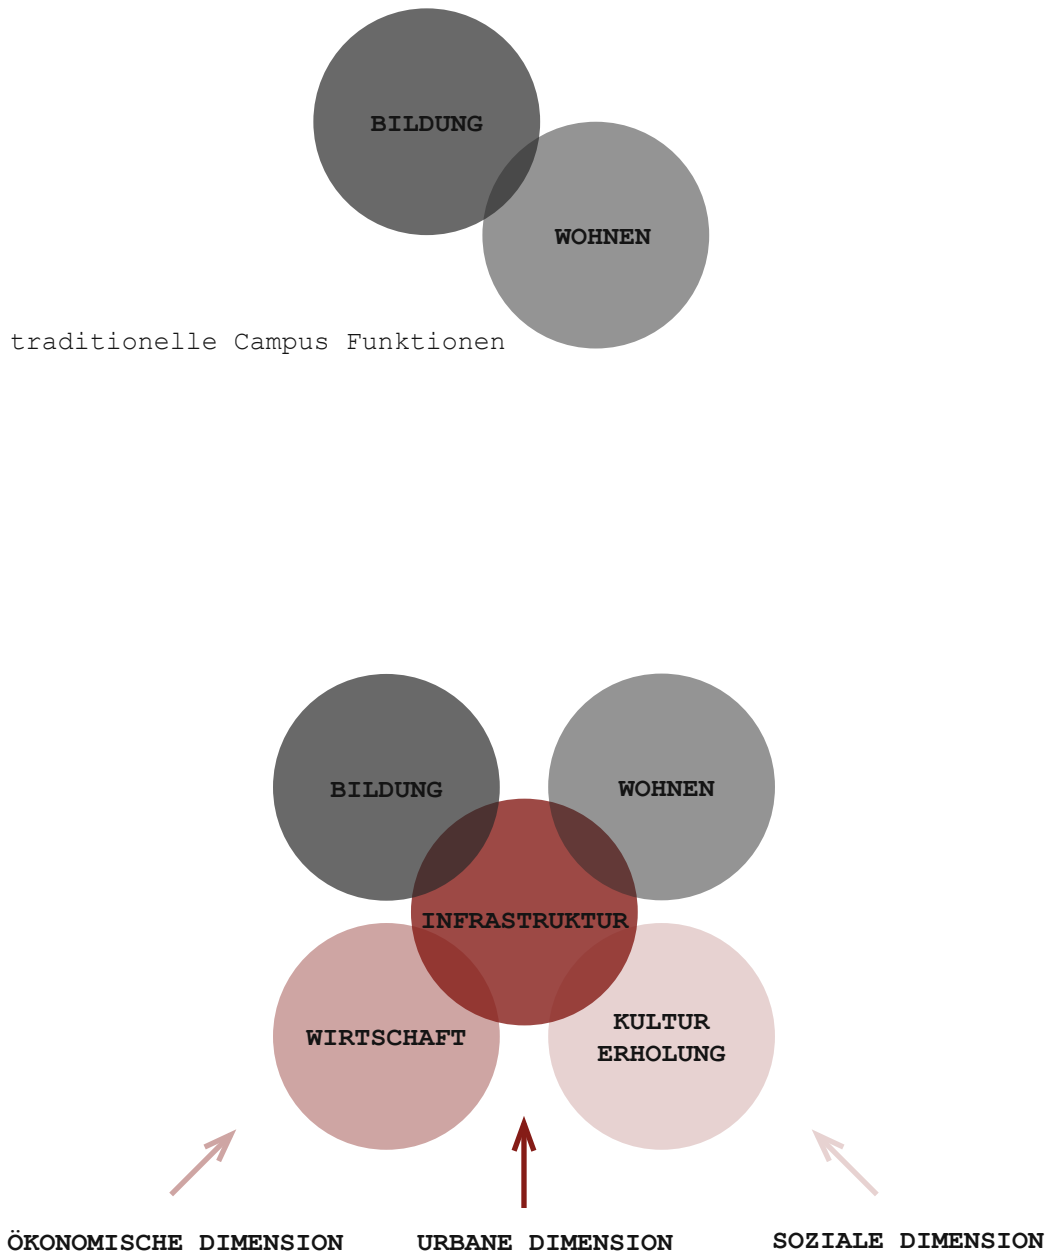 BILDUNG
WOHNEN
traditionelle Campus Funktionen
BILDUNG
WOHNEN
INFRASTRUKTUR
WIRTSCHAFT
KULTUR
ERHOLUNG
ÖKONOMISCHE DIMENSION
URBANE DIMENSION
SOZIALE DIMENSION